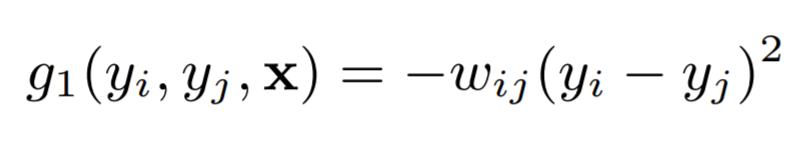 g₁(yᵢ, yⱼ, 𝐱) = −wᵢⱼ(yᵢ − yⱼ)²